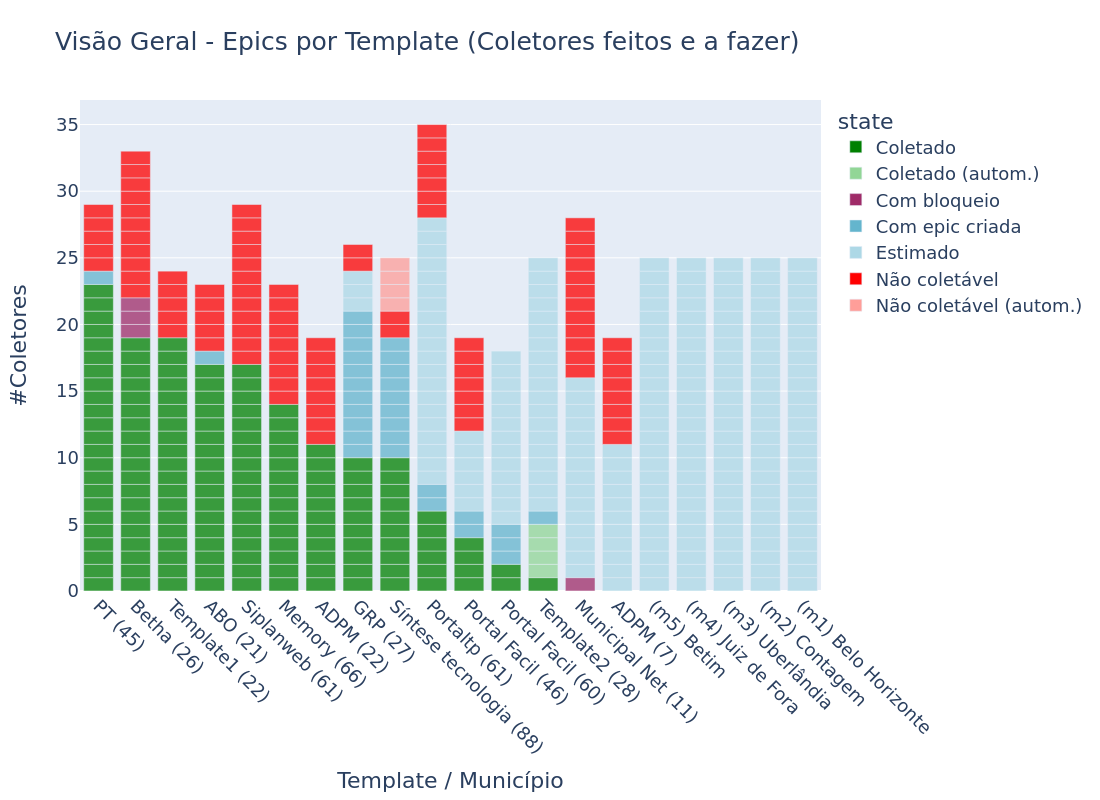 Visão Geral - Epics por Template (Coletores feitos e a fazer)
#Coletores
35
30
25
20
15
10
5
0
PT (45)
Betha (26)
Template1 (22)
ABO (21)
Siplanweb (61)
Memory (66)
ADPM (22)
GRP (27)
Síntese tecnologia (88)
Portaltp (61)
Portal Facil (46)
Portal Facil (60)
Template2 (28)
Municipal Net (11)
ADPM (7)
(m5) Betim
(m4) Juiz de Fora
(m3) Uberlândia
(m2) Contagem
(m1) Belo Horizonte
Template / Município
state
Coletado
Coletado (autom.)
Com bloqueio
Com epic criada
Estimado
Não coletável
Não coletável (autom.)